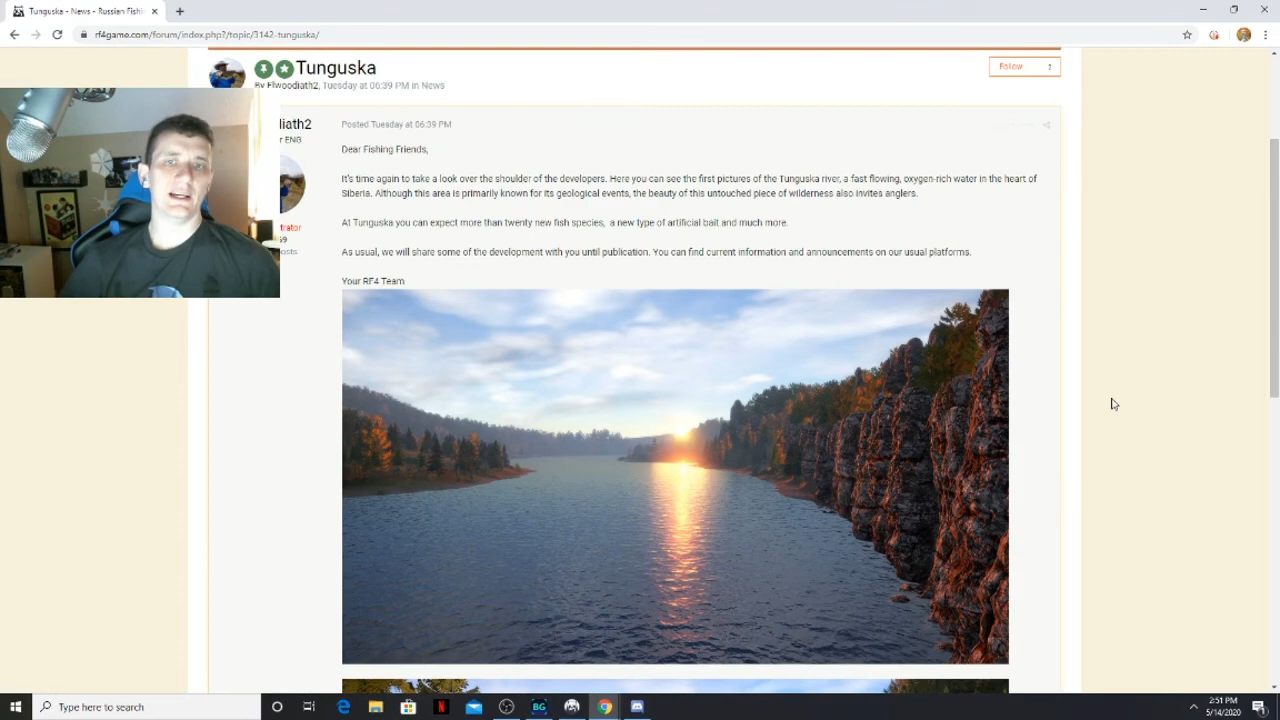 Tunguska - News - Russian Fishin
rf4game.com/forum/index.php?/topic/3142-tunguska/
Tunguska
By Elwoodiath2, Tuesday at 06:39 PM in News
Follow 2
diath2
r ENG
Posted Tuesday at 06:39 PM
Dear Fishing Friends,
It's time again to take a look over the shoulder of the developers. Here you can see the first pictures of the Tunguska river, a fast flowing, oxygen-rich water in the heart of
Siberia. Although this area is primarily known for its geological events, the beauty of this untouched piece of wilderness also invites anglers.
trator
At Tunguska you can expect more than twenty new fish species, a new type of artificial bait and much more.
osts
As usual, we will share some of the development with you until publication. You can find current information and announcements on our usual platforms.
Your RF4 Team
Type here to search
BG
2:51 PM
5/14/2020